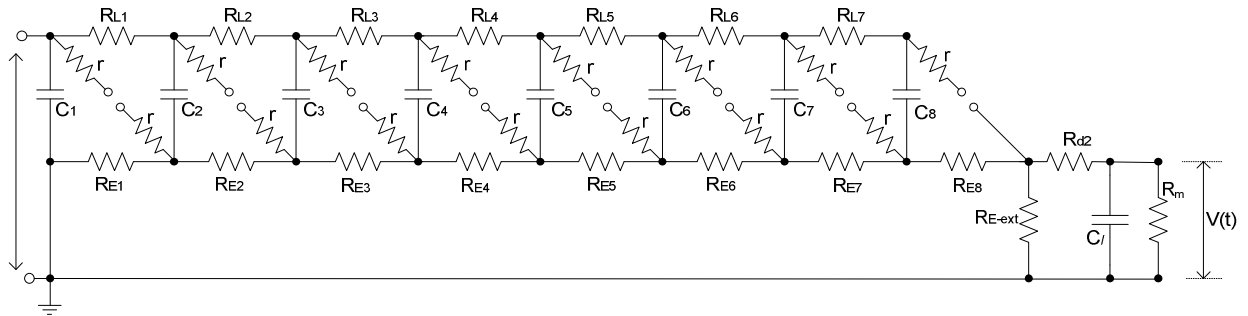 RL1 RL2 RL3 RL4 RL5 RL6 RL7
r r r r r r r r
C1 C2 C3 C4 C5 C6 C7 C8
r r r r r r r
RE1 RE2 RE3 RE4 RE5 RE6 RE7 RE8 Rd2
RE-ext Cl Rm V(t)